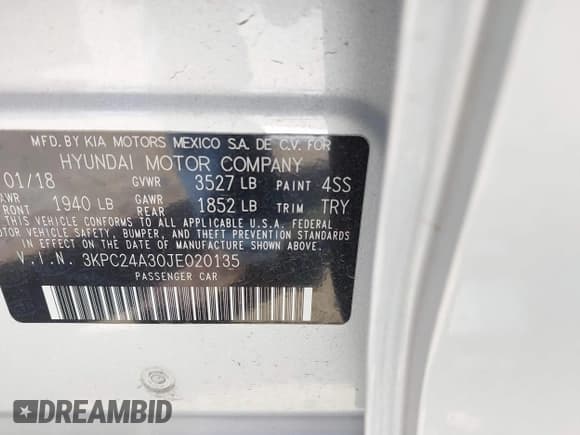 MFD. BY KIA MOTORS MEXICO S.A. DE C.V. FOR
HYUNDAI MOTOR COMPANY
01/18 GVWR 3527 LB PAINT 4SS
GAWR FRONT 1940 LB GAWR REAR 1852 LB TRIM TRY
THIS VEHICLE CONFORMS TO ALL APPLICABLE U.S.A. FEDERAL
MOTOR VEHICLE SAFETY, BUMPER, AND THEFT PREVENTION STANDARDS
IN EFFECT ON THE DATE OF MANUFACTURE SHOWN ABOVE.
V.I.N. 3KPC24A30JE020135
PASSENGER CAR
DREAMBID